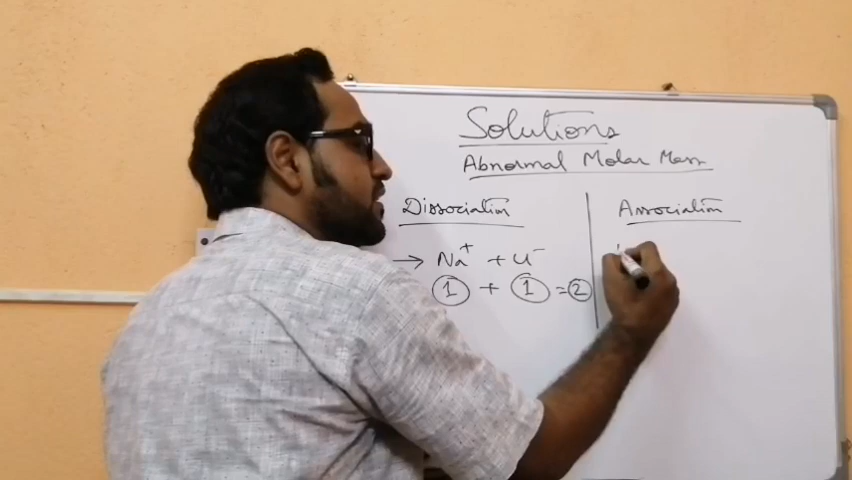 Solutions
Abnormal Molar Mass
Dissociation
Association
→ Na⁺ + Cl⁻
① + ① = ②